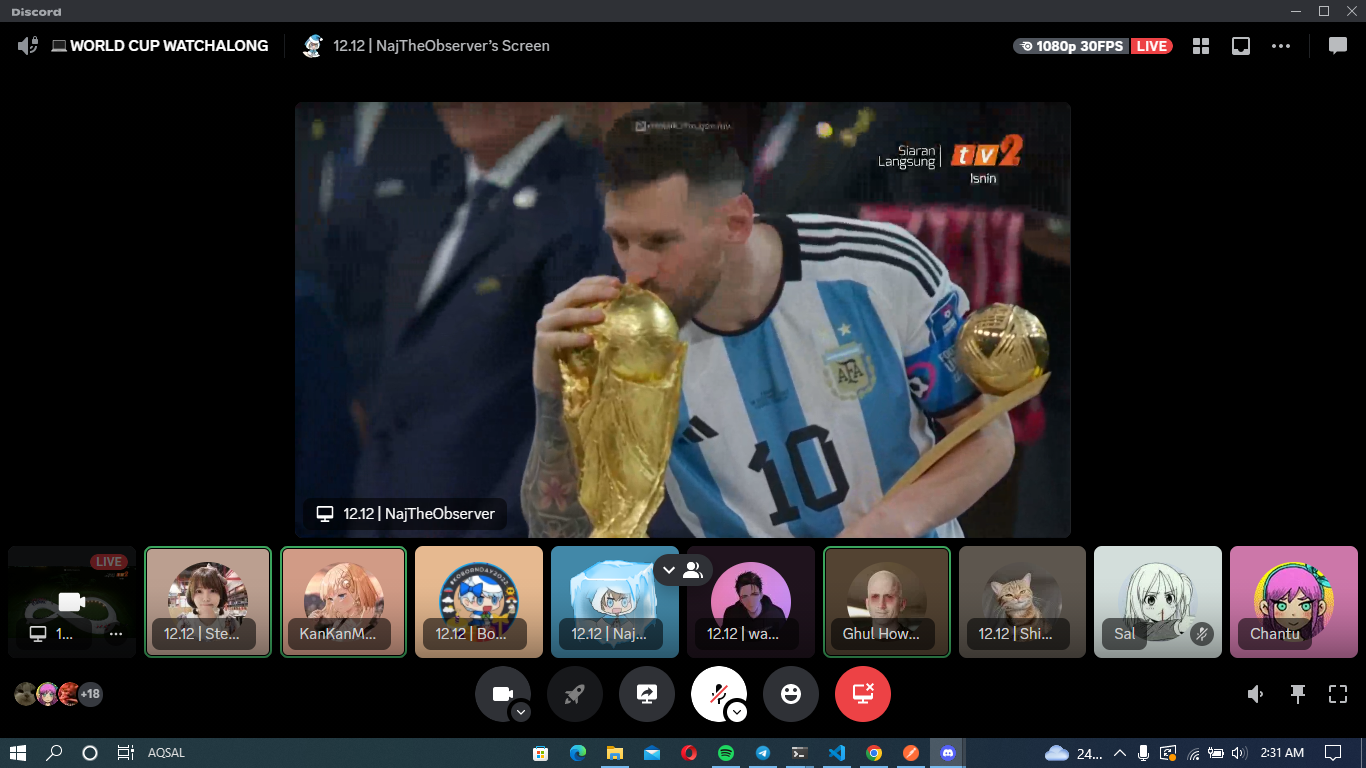 Discord
WORLD CUP WATCHALONG
12.12 | NajTheObserver's Screen
1080p 30FPS
LIVE
Siaran
Langsung
tv2
Isnin
AFA
10
12.12 | NajTheObserver
LIVE
1...
12.12 | Ste...
KanKanM...
12.12 | Bo...
12.12 | Naj...
12.12 | wa...
Ghul How...
12.12 | Shi...
Sal
Chantu
+18
AQSAL
24...
2:31 AM